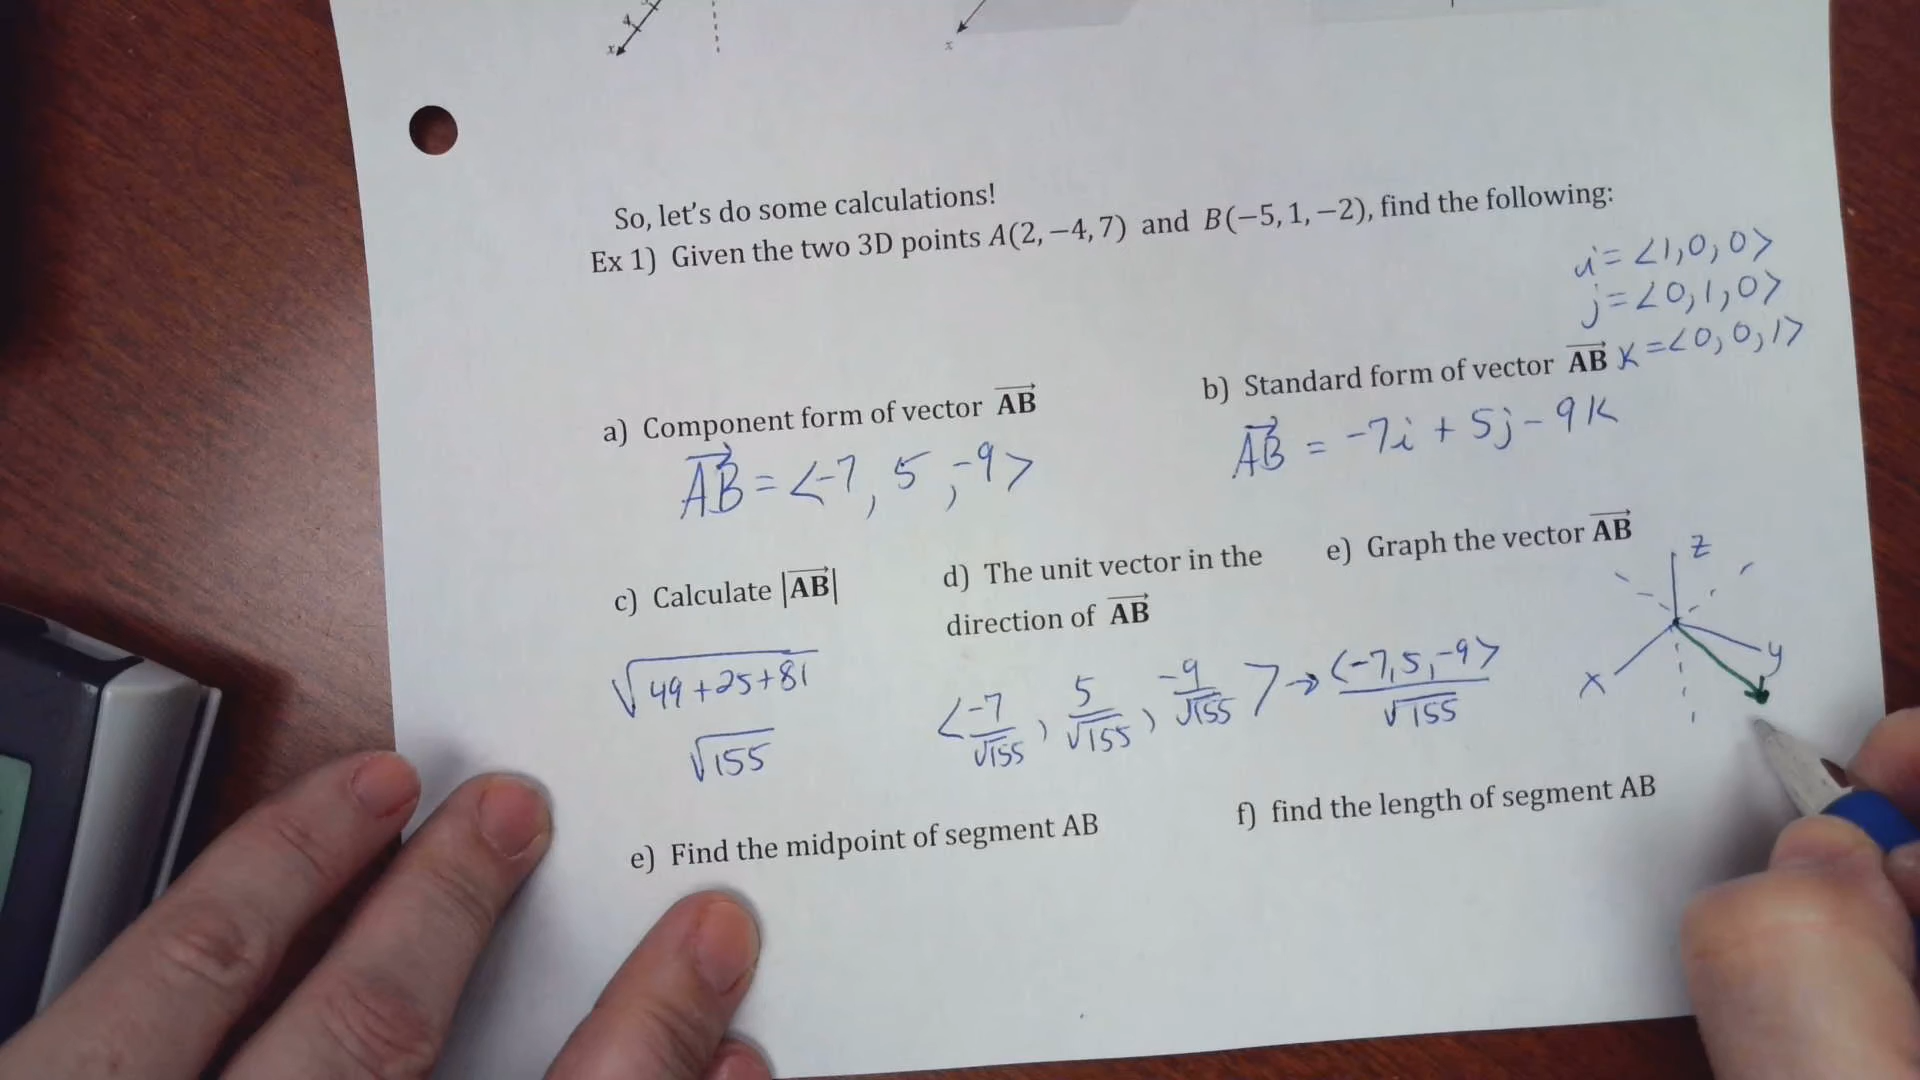 4
x
x
So, let's do some calculations!
Ex 1) Given the two 3D points A(2, −4, 7) and B(−5, 1, −2), find the following:
i = <1, 0, 0>
j = <0, 1, 0>
K = <0, 0, 1>
a) Component form of vector AB
b) Standard form of vector AB
AB = <-7, 5, -9>
AB = -7i + 5j - 9K
c) Calculate |AB|
d) The unit vector in the
direction of AB
e) Graph the vector AB
z
y
x
√49+25+81
√155
<-7/√155, 5/√155, -9/√155> → <-7,5,-9>/√155
e) Find the midpoint of segment AB
f) find the length of segment AB